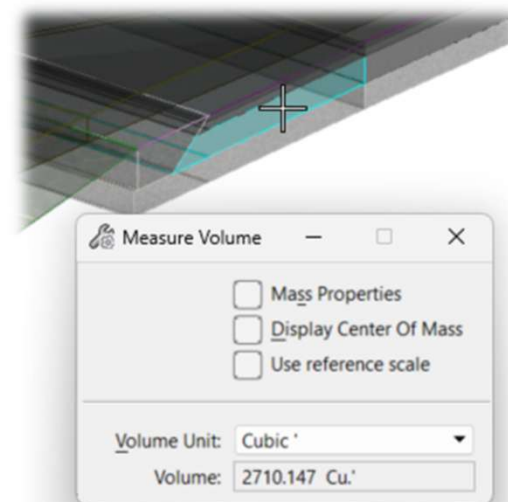 Measure Volume
Mass Properties
Display Center Of Mass
Use reference scale
Volume Unit: Cubic '
Volume: 2710.147 Cu.'